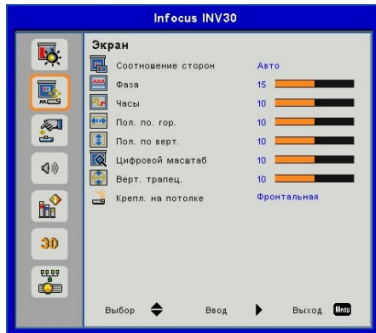 Infocus INV30
Экран
Соотношение сторон Авто
Фаза 15
Часы 10
Пол. по. гор. 10
Пол. по верт. 10
Цифровой масштаб 10
Верт. трапец. 10
Крепл. на потолке Фронтальная
3D
Выбор Ввод Выход Menu